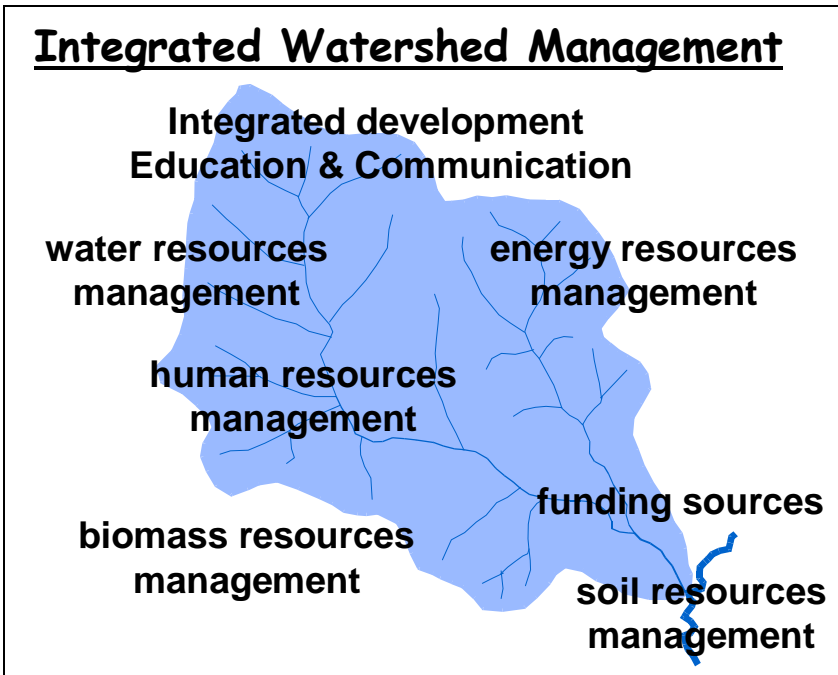 Integrated Watershed Management
Integrated development
Education & Communication
water resources
management
energy resources
management
human resources
management
funding sources
biomass resources
management
soil resources
management